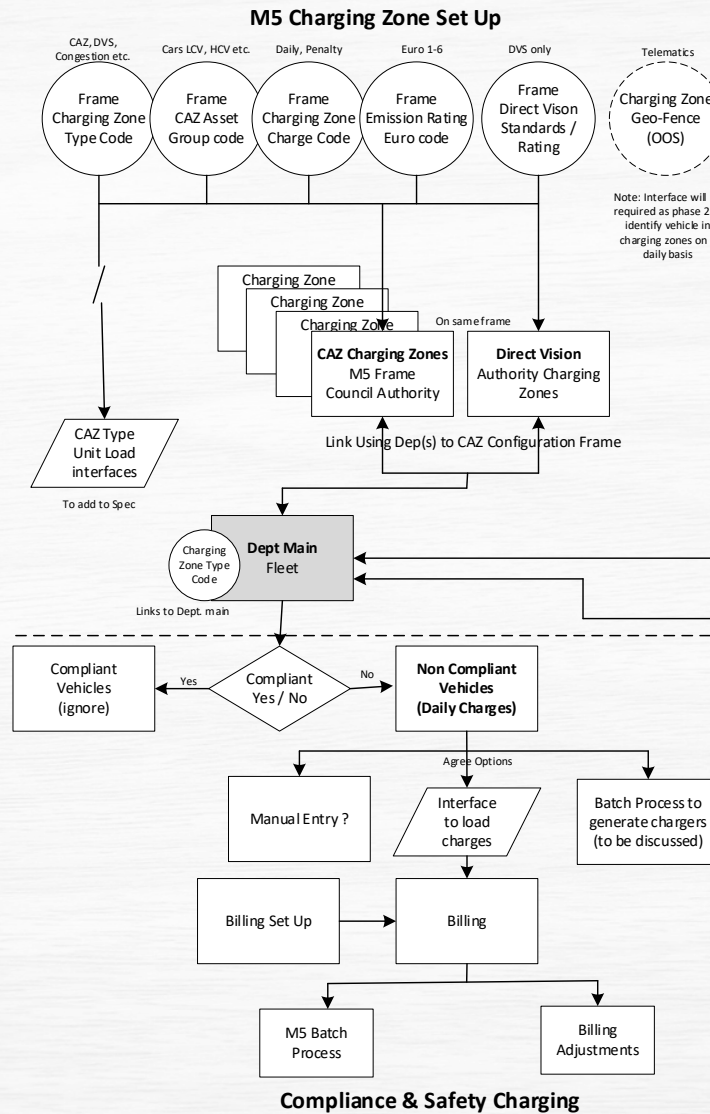 M5 Charging Zone Set Up
CAZ, DVS,
Congestion etc.
Cars LCV, HCV etc.
Daily, Penalty
Euro 1-6
DVS only
Telematics
Frame
Charging Zone
Type Code
Frame
CAZ Asset
Group code
Frame
Charging Zone
Charge Code
Frame
Emission Rating
Euro code
Frame
Direct Vison
Standards /
Rating
Charging Zone
Geo-Fence
(OOS)
Note: Interface will
required as phase 2
identify vehicle in
charging zones on
daily basis
Charging Zone
Charging Zone
Charging Zone
On same frame
CAZ Charging Zones
M5 Frame
Council Authority
Direct Vision
Authority Charging
Zones
CAZ Type
Unit Load
interfaces
To add to Spec
Link Using Dep(s) to CAZ Configuration Frame
Charging
Zone Type
Code
Dept Main
Fleet
Links to Dept. main
Compliant
Vehicles
(ignore)
Yes
Compliant
Yes / No
No
Non Compliant
Vehicles
(Daily Charges)
Agree Options
Manual Entry ?
Interface
to load
charges
Batch Process to
generate chargers
(to be discussed)
Billing Set Up
Billing
M5 Batch
Process
Billing
Adjustments
Compliance & Safety Charging